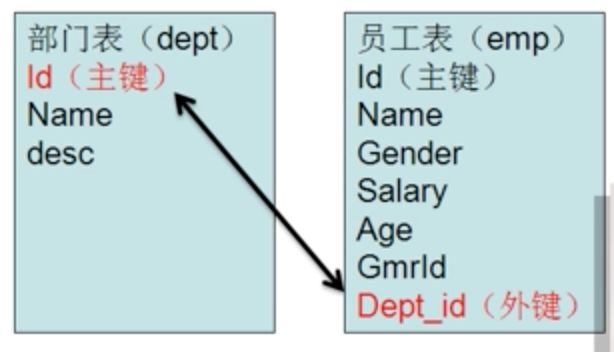 部门表（dept）
Id（主键）
Name
desc
员工表（emp）
Id（主键）
Name
Gender
Salary
Age
GmrId
Dept_id（外键）